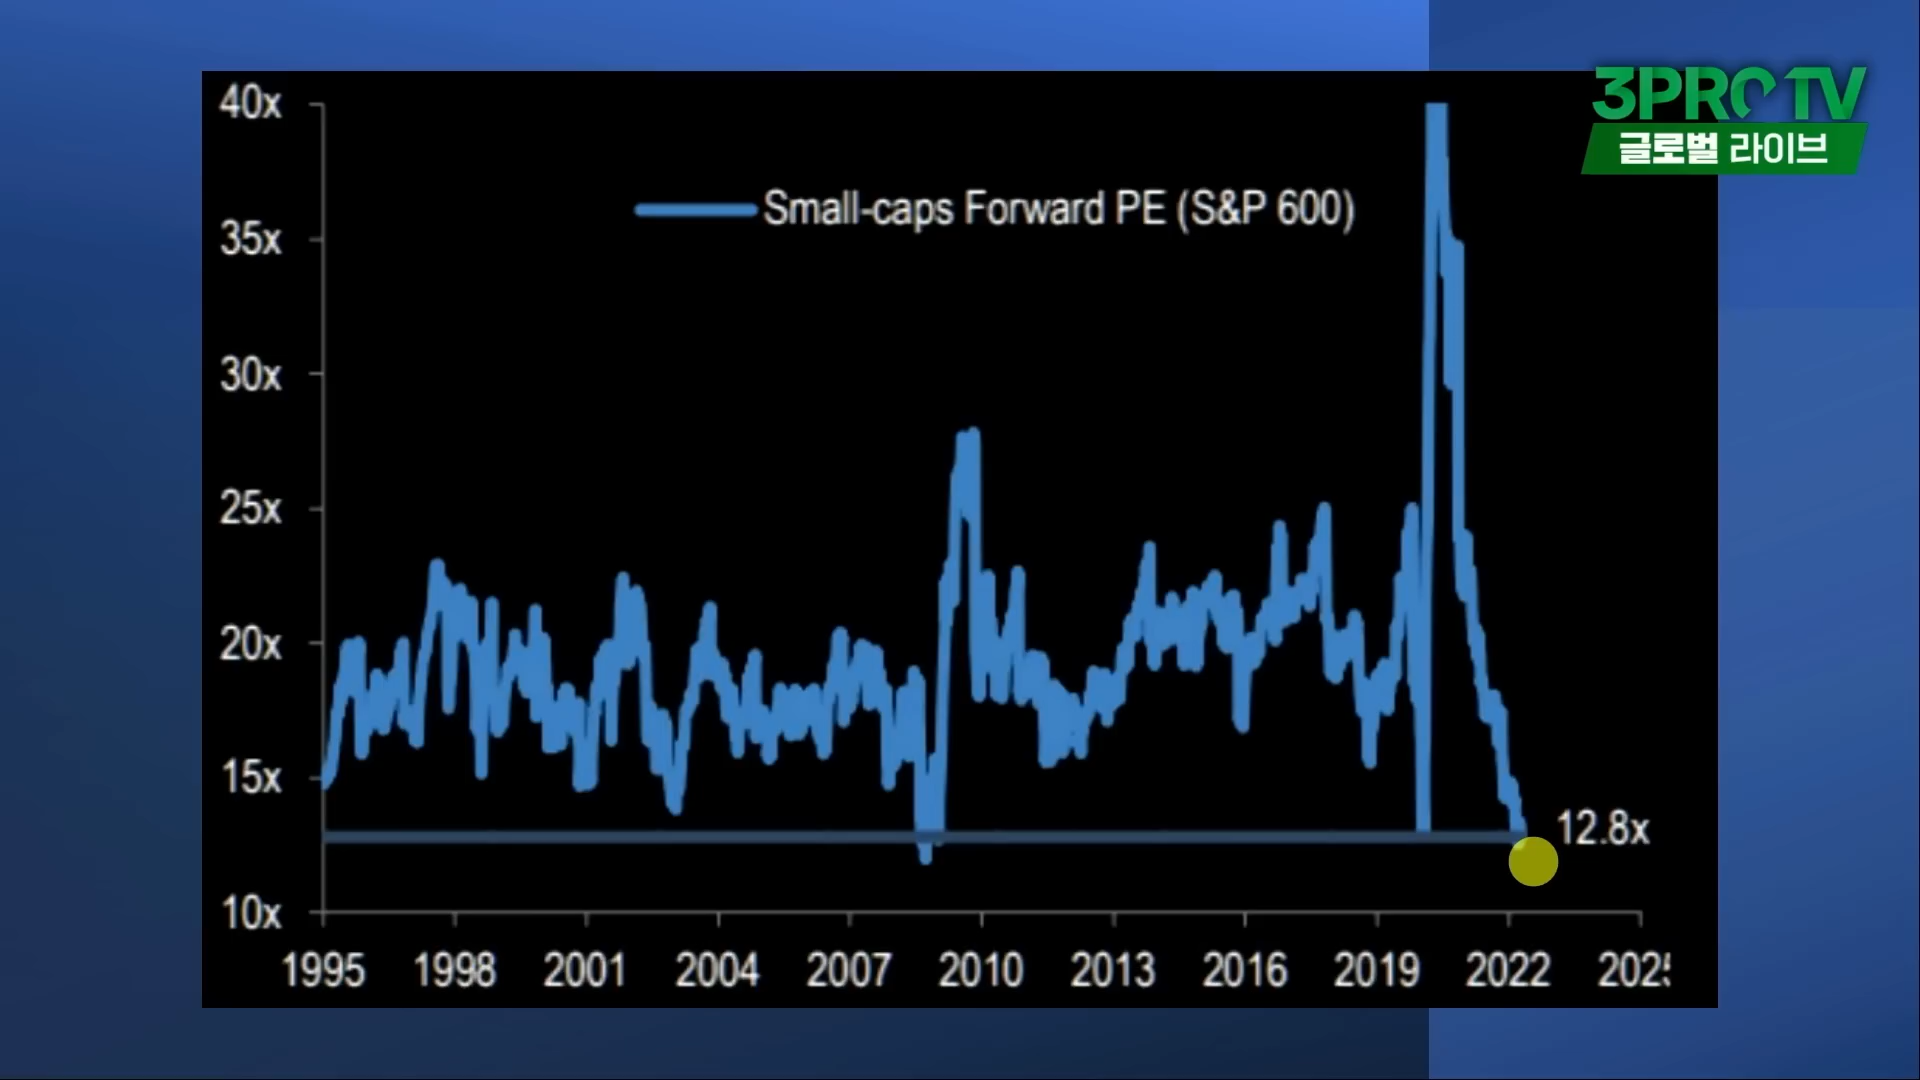 3PRO TV
글로벌 라이브
Small-caps Forward PE (S&P 600)
40x
35x
30x
25x
20x
15x
10x
12.8x
1995 1998 2001 2004 2007 2010 2013 2016 2019 2022 2025